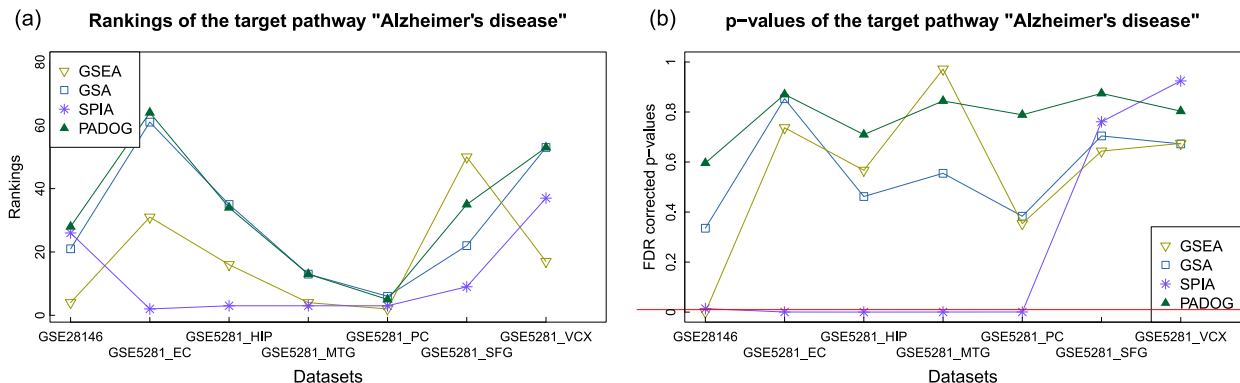 (a) Rankings of the target pathway "Alzheimer's disease"
80
60
40
20
0
Rankings
GSEA
GSA
SPIA
PADOG
GSE28146
GSE5281_EC
GSE5281_HIP
GSE5281_MTG
GSE5281_PC
GSE5281_SFG
GSE5281_VCX
Datasets
(b) p−values of the target pathway "Alzheimer's disease"
1
0.8
0.6
0.4
0.2
0
FDR corrected p-values
GSEA
GSA
SPIA
PADOG
GSE28146
GSE5281_EC
GSE5281_HIP
GSE5281_MTG
GSE5281_PC
GSE5281_SFG
GSE5281_VCX
Datasets